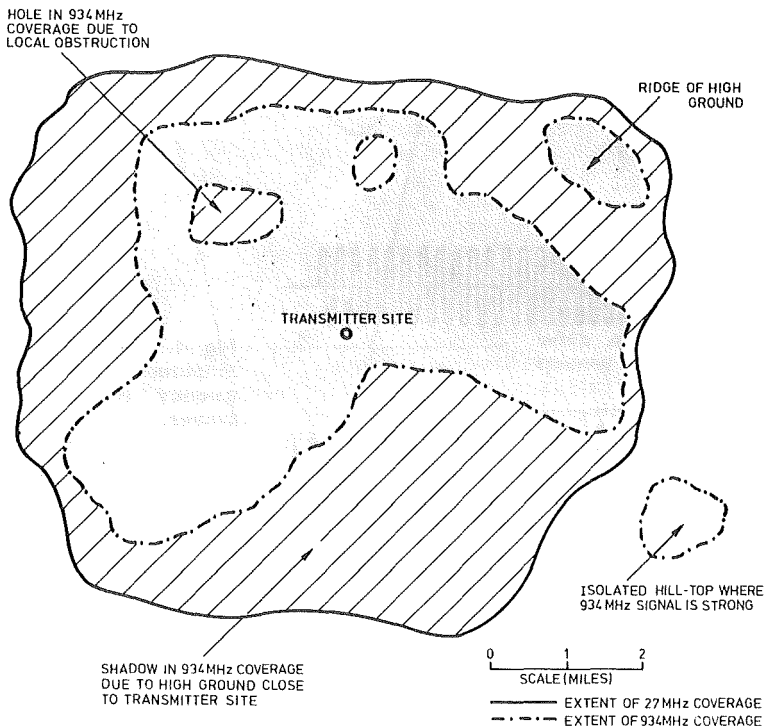 HOLE IN 934MHz
COVERAGE DUE TO
LOCAL OBSTRUCTION
RIDGE OF HIGH
GROUND
TRANSMITTER SITE
ISOLATED HILL-TOP WHERE
934MHz SIGNAL IS STRONG
SHADOW IN 934MHz COVERAGE
DUE TO HIGH GROUND CLOSE
TO TRANSMITTER SITE
0 1 2
SCALE (MILES)
EXTENT OF 27MHz COVERAGE
EXTENT OF 934MHz COVERAGE